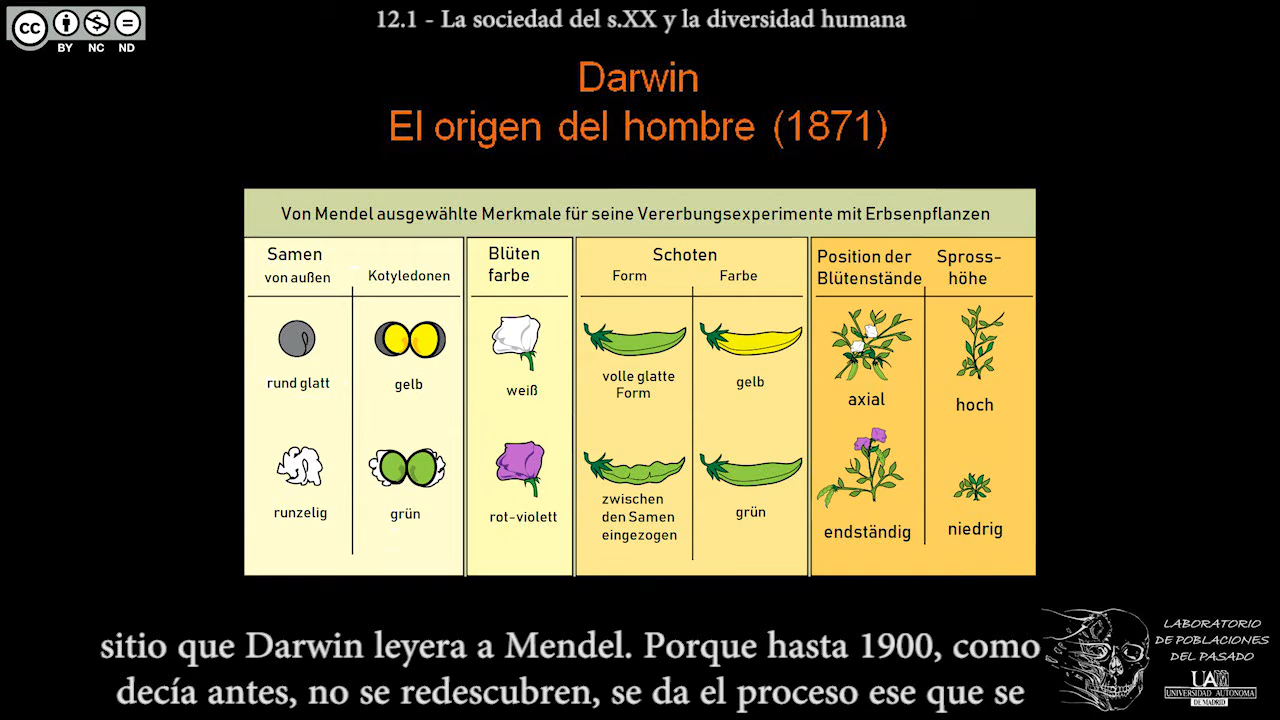 12.1 - La sociedad del s.XX y la diversidad humana
cc
BY NC ND
Darwin
El origen del hombre (1871)
Von Mendel ausgewählte Merkmale für seine Vererbungsexperimente mit Erbsenpflanzen
Samen
von außen
Kotyledonen
Blüten
farbe
Schoten
Form
Farbe
Position der
Blütenstände
Spross-
höhe
rund glatt
gelb
weiß
volle glatte
Form
gelb
axial
hoch
runzelig
grün
rot-violett
zwischen
den Samen
eingezogen
grün
endständig
niedrig
sitio que Darwin leyera a Mendel. Porque hasta 1900, como
decía antes, no se redescubren, se da el proceso ese que se
LABORATORIO
DE POBLACIONES
DEL PASADO
UAM
UNIVERSIDAD AUTONOMA
DE MADRID